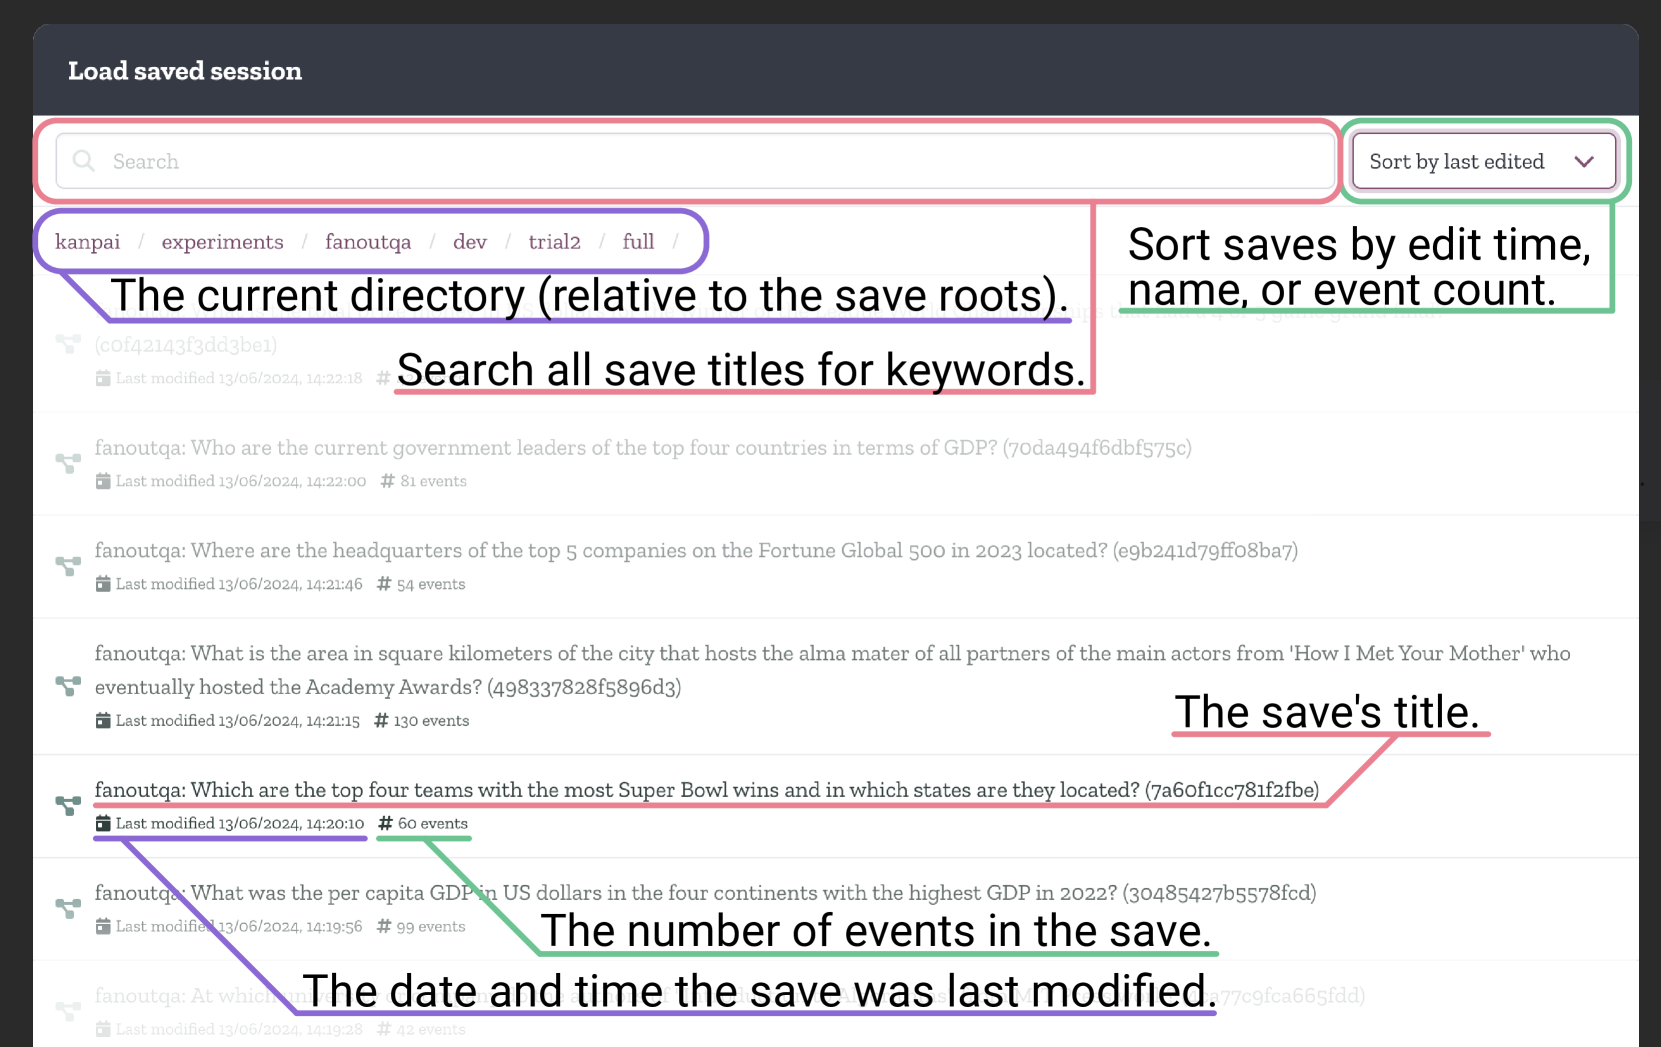 Load saved session
Search
Sort by last edited
kanpai / experiments / fanoutqa / dev / trial2 / full /
Sort saves by edit time,
name, or event count.
The current directory (relative to the save roots).
(c0f42143f3dd3be1)
Search all save titles for keywords.
Last modified 13/06/2024, 14:22:18 #
fanoutqa: Who are the current government leaders of the top four countries in terms of GDP? (70da494f6dbf575c)
Last modified 13/06/2024, 14:22:00 # 81 events
fanoutqa: Where are the headquarters of the top 5 companies on the Fortune Global 500 in 2023 located? (e9b241d79ff08ba7)
Last modified 13/06/2024, 14:21:46 # 54 events
fanoutqa: What is the area in square kilometers of the city that hosts the alma mater of all partners of the main actors from 'How I Met Your Mother' who
eventually hosted the Academy Awards? (498337828f5896d3)
Last modified 13/06/2024, 14:21:15 # 130 events
The save's title.
fanoutqa: Which are the top four teams with the most Super Bowl wins and in which states are they located? (7a60f1cc781f2fbe)
Last modified 13/06/2024, 14:20:10 # 60 events
fanoutqa: What was the per capita GDP in US dollars in the four continents with the highest GDP in 2022? (30485427b5578fcd)
Last modified 13/06/2024, 14:19:56 # 99 events
The number of events in the save.
The date and time the save was last modified.
fanoutqa: At which
Last modified 13/06/2024, 14:19:28 # 42 events